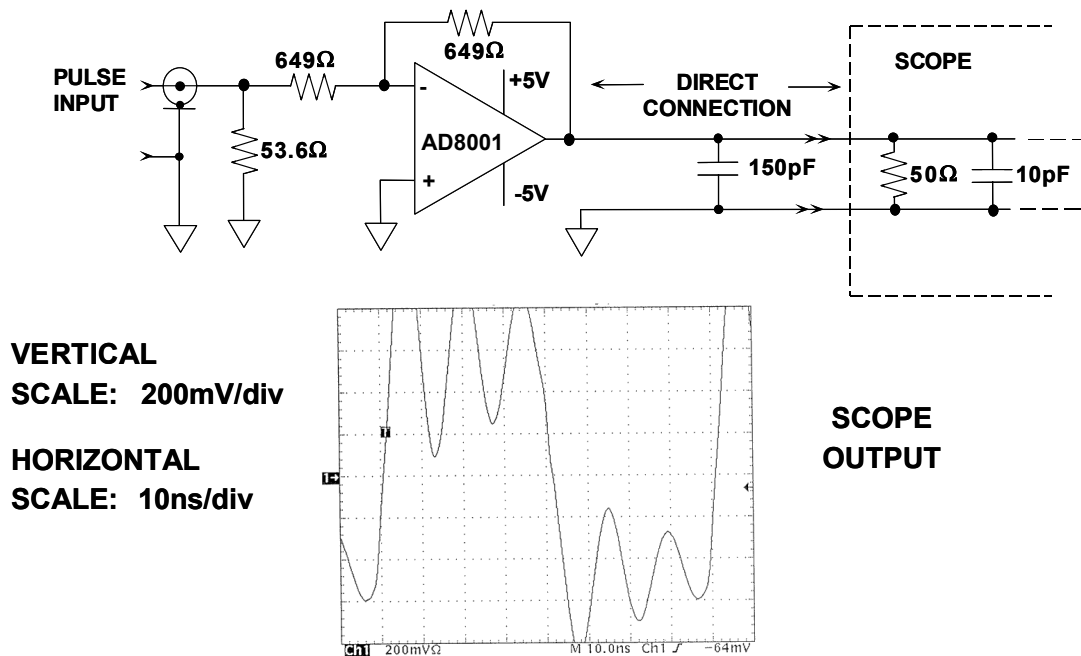 649Ω
649Ω
PULSE
INPUT
53.6Ω
-
+
AD8001
+5V
-5V
DIRECT
CONNECTION
SCOPE
150pF
50Ω
10pF
VERTICAL
SCALE: 200mV/div
HORIZONTAL
SCALE: 10ns/div
T
1
SCOPE
OUTPUT
Ch1 200mVΩ M 10.0ns Ch1 ƒ -64mV